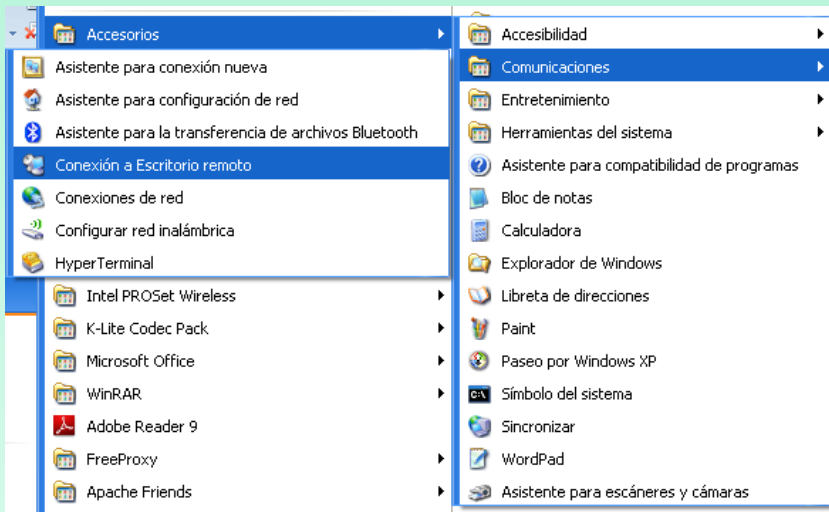 Accesorios
Asistente para conexión nueva
Asistente para configuración de red
Asistente para la transferencia de archivos Bluetooth
Conexión a Escritorio remoto
Conexiones de red
Configurar red inalámbrica
HyperTerminal
Intel PROSet Wireless
K-Lite Codec Pack
Microsoft Office
WinRAR
Adobe Reader 9
FreeProxy
Apache Friends
Accesibilidad
Comunicaciones
Entretenimiento
Herramientas del sistema
Asistente para compatibilidad de programas
Bloc de notas
Calculadora
Explorador de Windows
Libreta de direcciones
Paint
Paseo por Windows XP
Símbolo del sistema
Sincronizar
WordPad
Asistente para escáneres y cámaras